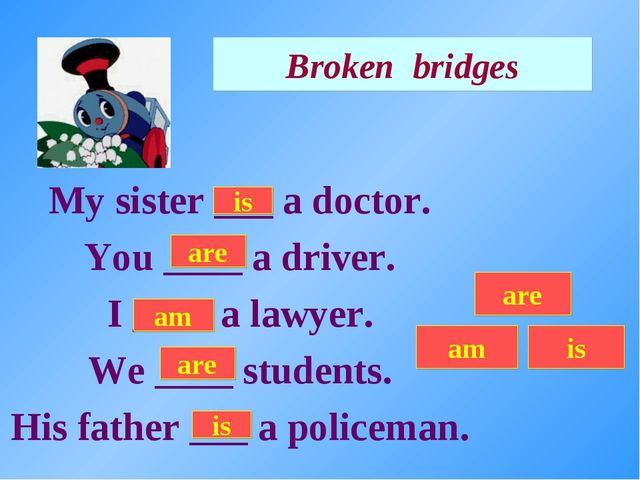 Broken bridges
My sister is a doctor.
You are a driver.
I am a lawyer.
We are students.
His father is a policeman.
are
am is